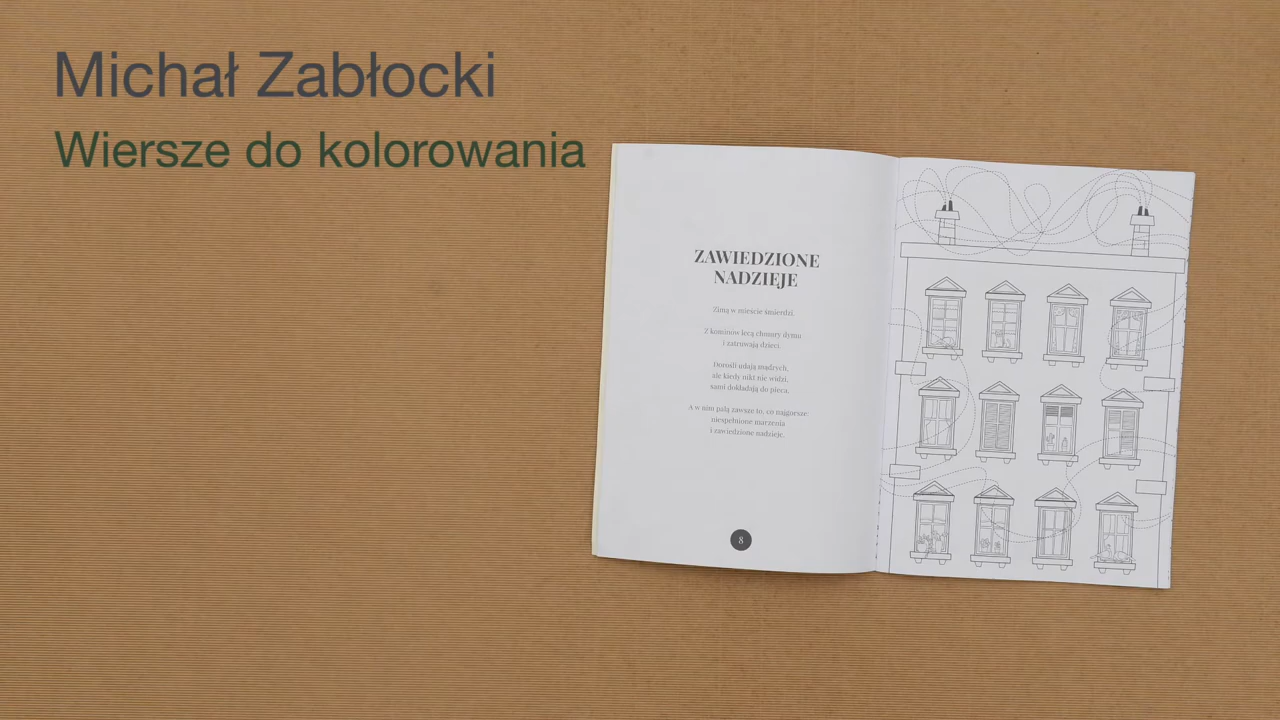 Michał Zabłocki
Wiersze do kolorowania
ZAWIEDZIONE
NADZIEJE
Zimą w mieście śmierdzi.
Z kominów lecą chmury dymu
i zatruwają dzieci.
Dorośli udają mądrych,
ale kiedy nikt nie widzi,
sami dokładają do pieca.
A w nim palą zawsze to, co najgorsze:
niespełnione marzenia
i zawiedzione nadzieje.
8